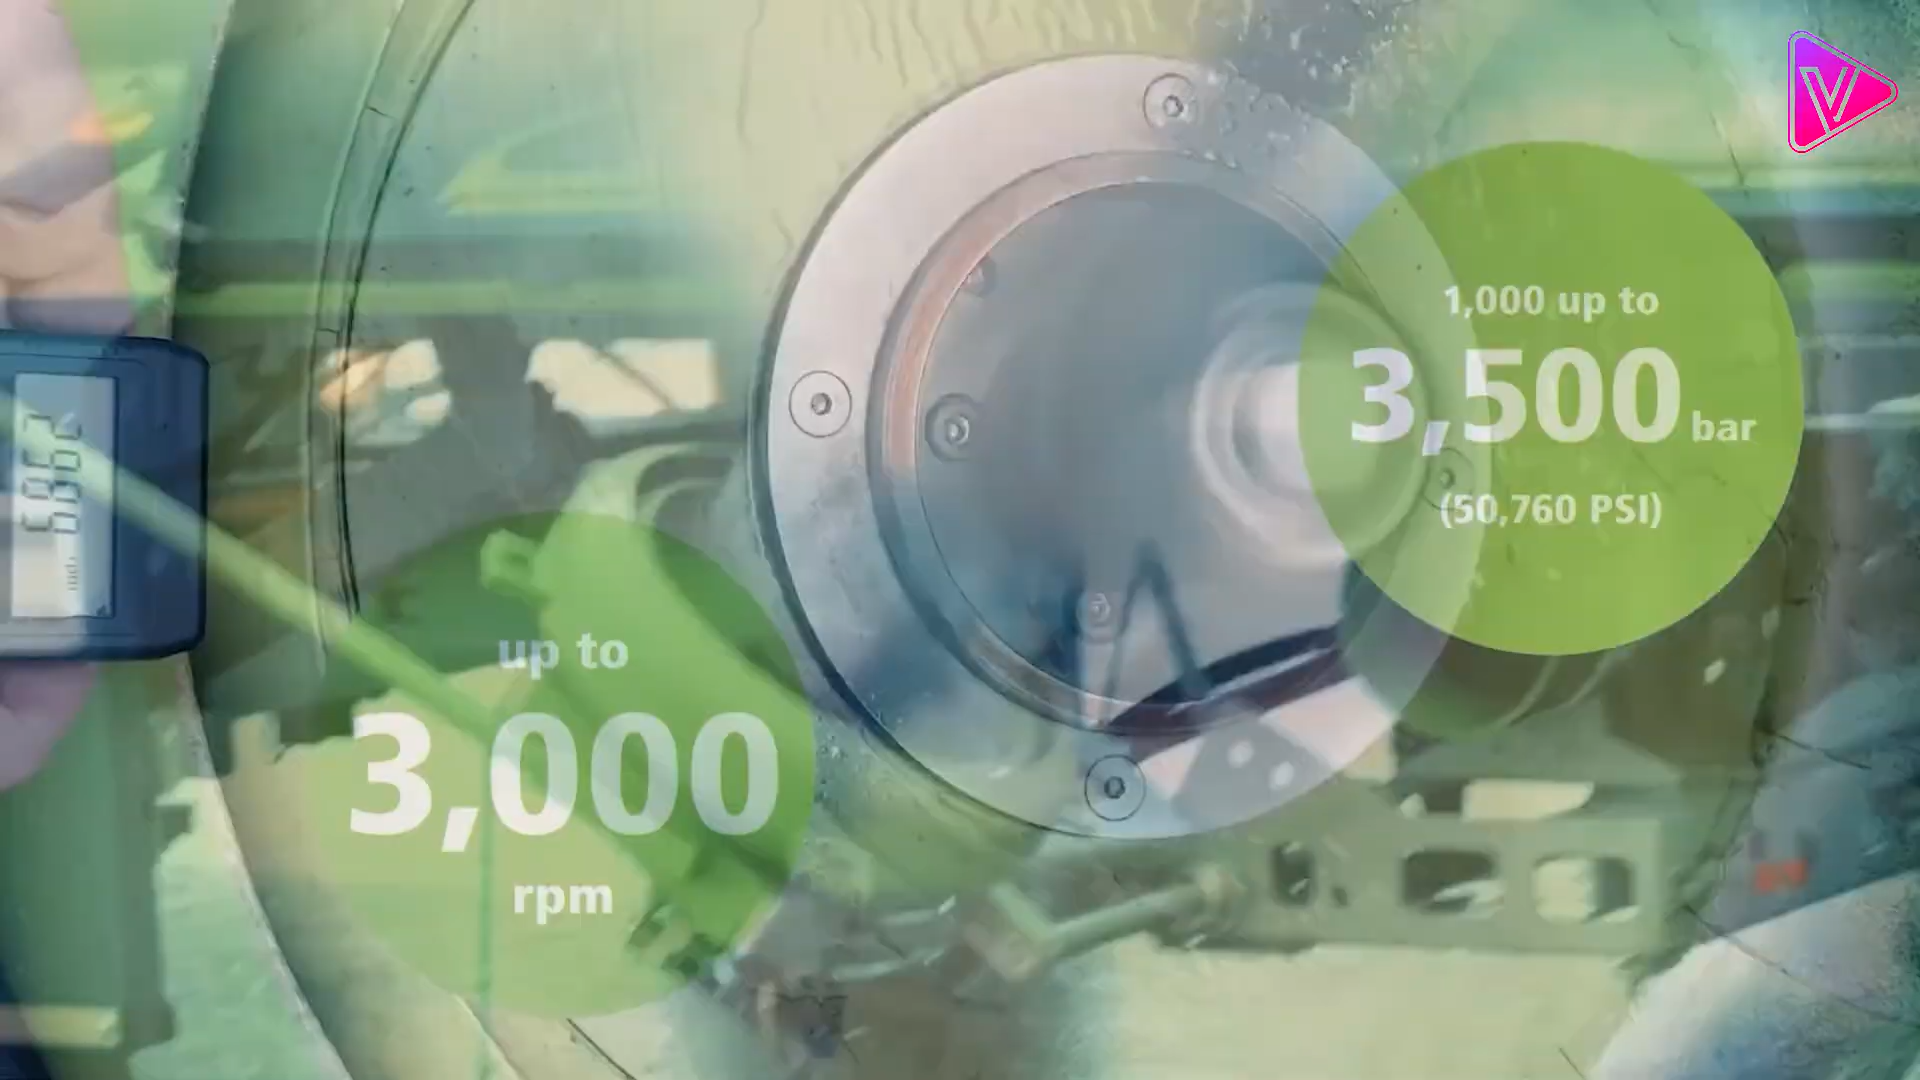 1,000 up to
3,500 bar
(50,760 PSI)
up to
3,000
rpm